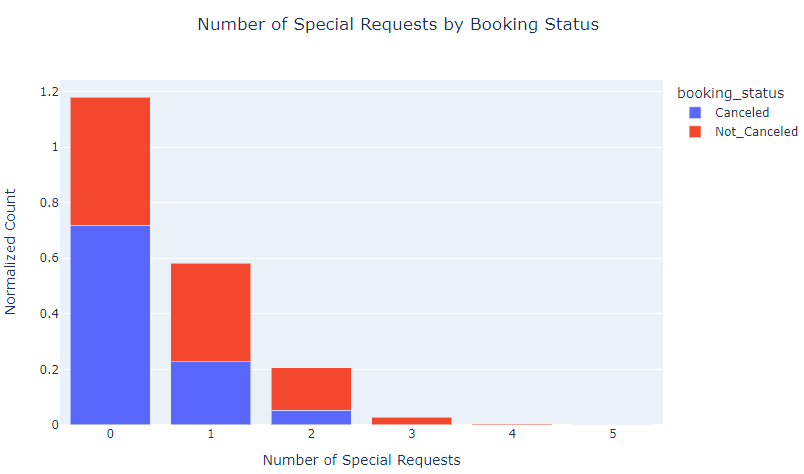 Number of Special Requests by Booking Status
booking_status
Canceled
Not_Canceled
Normalized Count
1.2
1
0.8
0.6
0.4
0.2
0
0 1 2 3 4 5
Number of Special Requests